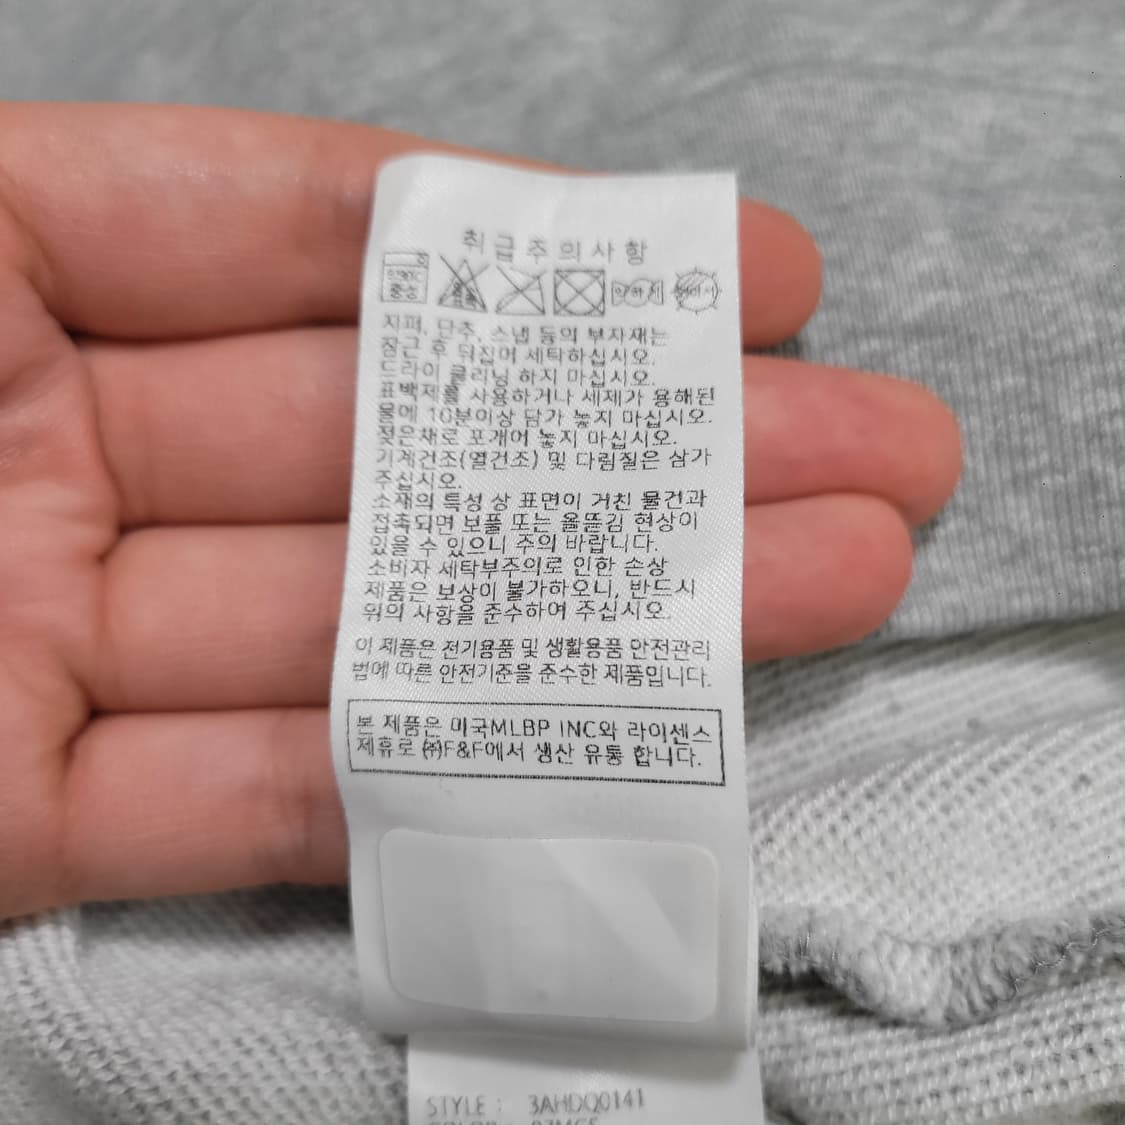 취급주의사항
중성
약하게
지퍼, 단추, 스냅 등의 부자재는
잠근 후 뒤집어 세탁하십시오.
드라이 클리닝 하지 마십시오.
표백제를 사용하거나 세제가 용해된
물에 10분이상 담가 놓지 마십시오.
젖은채로 포개어 놓지 마십시오.
기계건조(열건조) 및 다림질은 삼가
주십시오.
소재의 특성 상 표면이 거친 물건과
접촉되면 보풀 또는 올뜯김 현상이
있을 수 있으니 주의 바랍니다.
소비자 세탁부주의로 인한 손상
제품은 보상이 불가하오니, 반드시
위의 사항을 준수하여 주십시오.
이 제품은 전기용품 및 생활용품 안전관리
법에 따른 안전기준을 준수한 제품입니다.
본 제품은 미국MLBP INC와 라이센스
제휴로 ㈜F&F에서 생산 유통 합니다.
STYLE : 3AHDQ0141